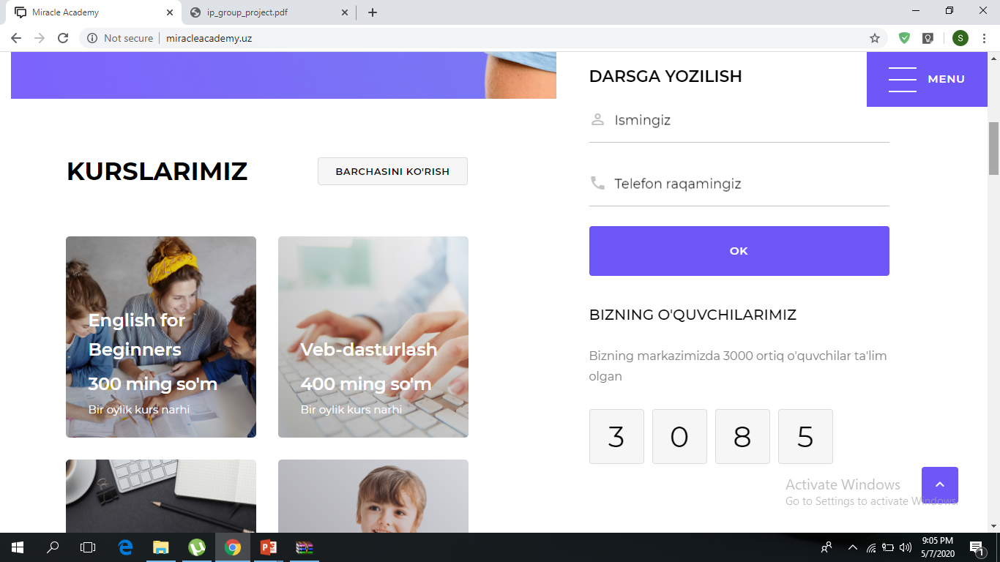 Miracle Academy
ip_group_project.pdf
Not secure
miracleacademy.uz
S
MENU
DARSGA YOZILISH
Ismingiz
Telefon raqamingiz
OK
KURSLARIMIZ
BARCHASINI KO'RISH
English for
Beginners
300 ming so'm
Bir oylik kurs narhi
Veb-dasturlash
400 ming so'm
Bir oylik kurs narhi
BIZNING O'QUVCHILARIMIZ
Bizning markazimizda 3000 ortiq o'quvchilar ta'lim
olgan
3 0 8 5
Activate Windows
Go to Settings to activate Windows.
9:05 PM
5/7/2020
1